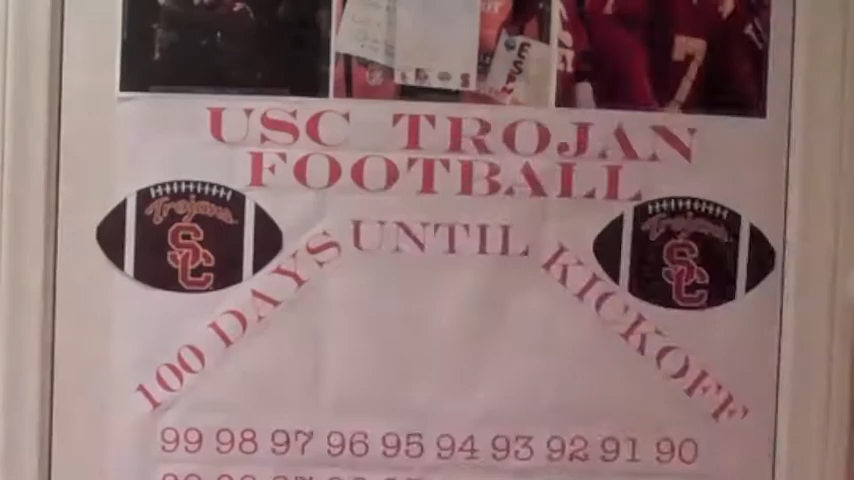 7
USC TROJAN
FOOTBALL
Trojans
SC
Trojans
SC
100 DAYS UNTIL KICKOFF
99 98 97 96 95 94 93 92 91 90